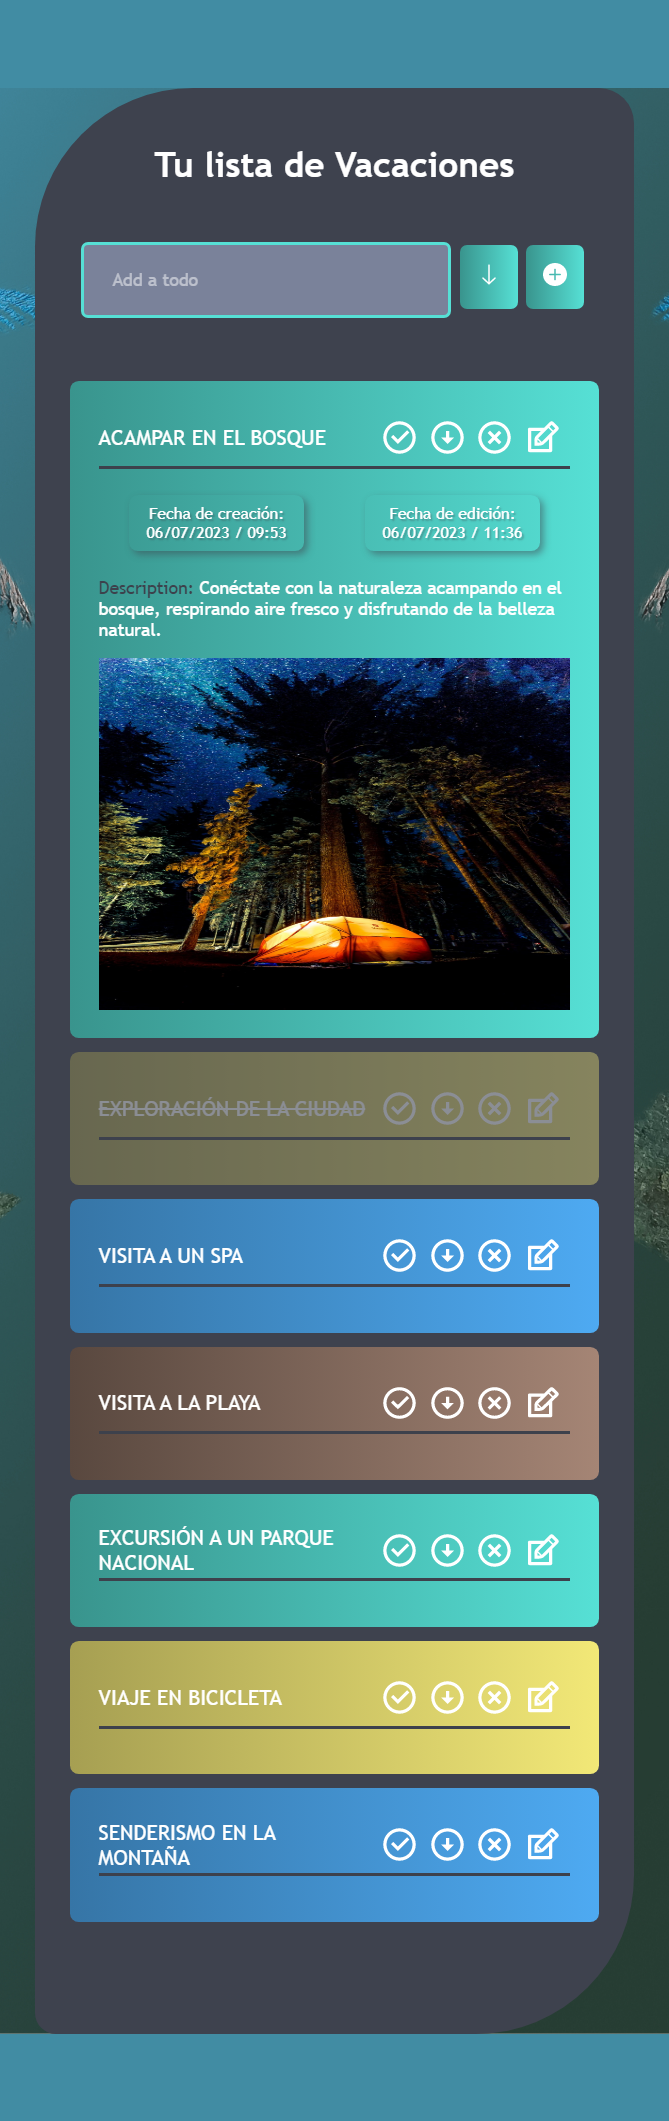 Tu lista de Vacaciones
Add a todo
ACAMPAR EN EL BOSQUE
Fecha de creación:
06/07/2023 / 09:53
Fecha de edición:
06/07/2023 / 11:36
Description: Conéctate con la naturaleza acampando en el
bosque, respirando aire fresco y disfrutando de la belleza
natural.
EXPLORACIÓN DE LA CIUDAD
VISITA A UN SPA
VISITA A LA PLAYA
EXCURSIÓN A UN PARQUE
NACIONAL
VIAJE EN BICICLETA
SENDERISMO EN LA
MONTAÑA